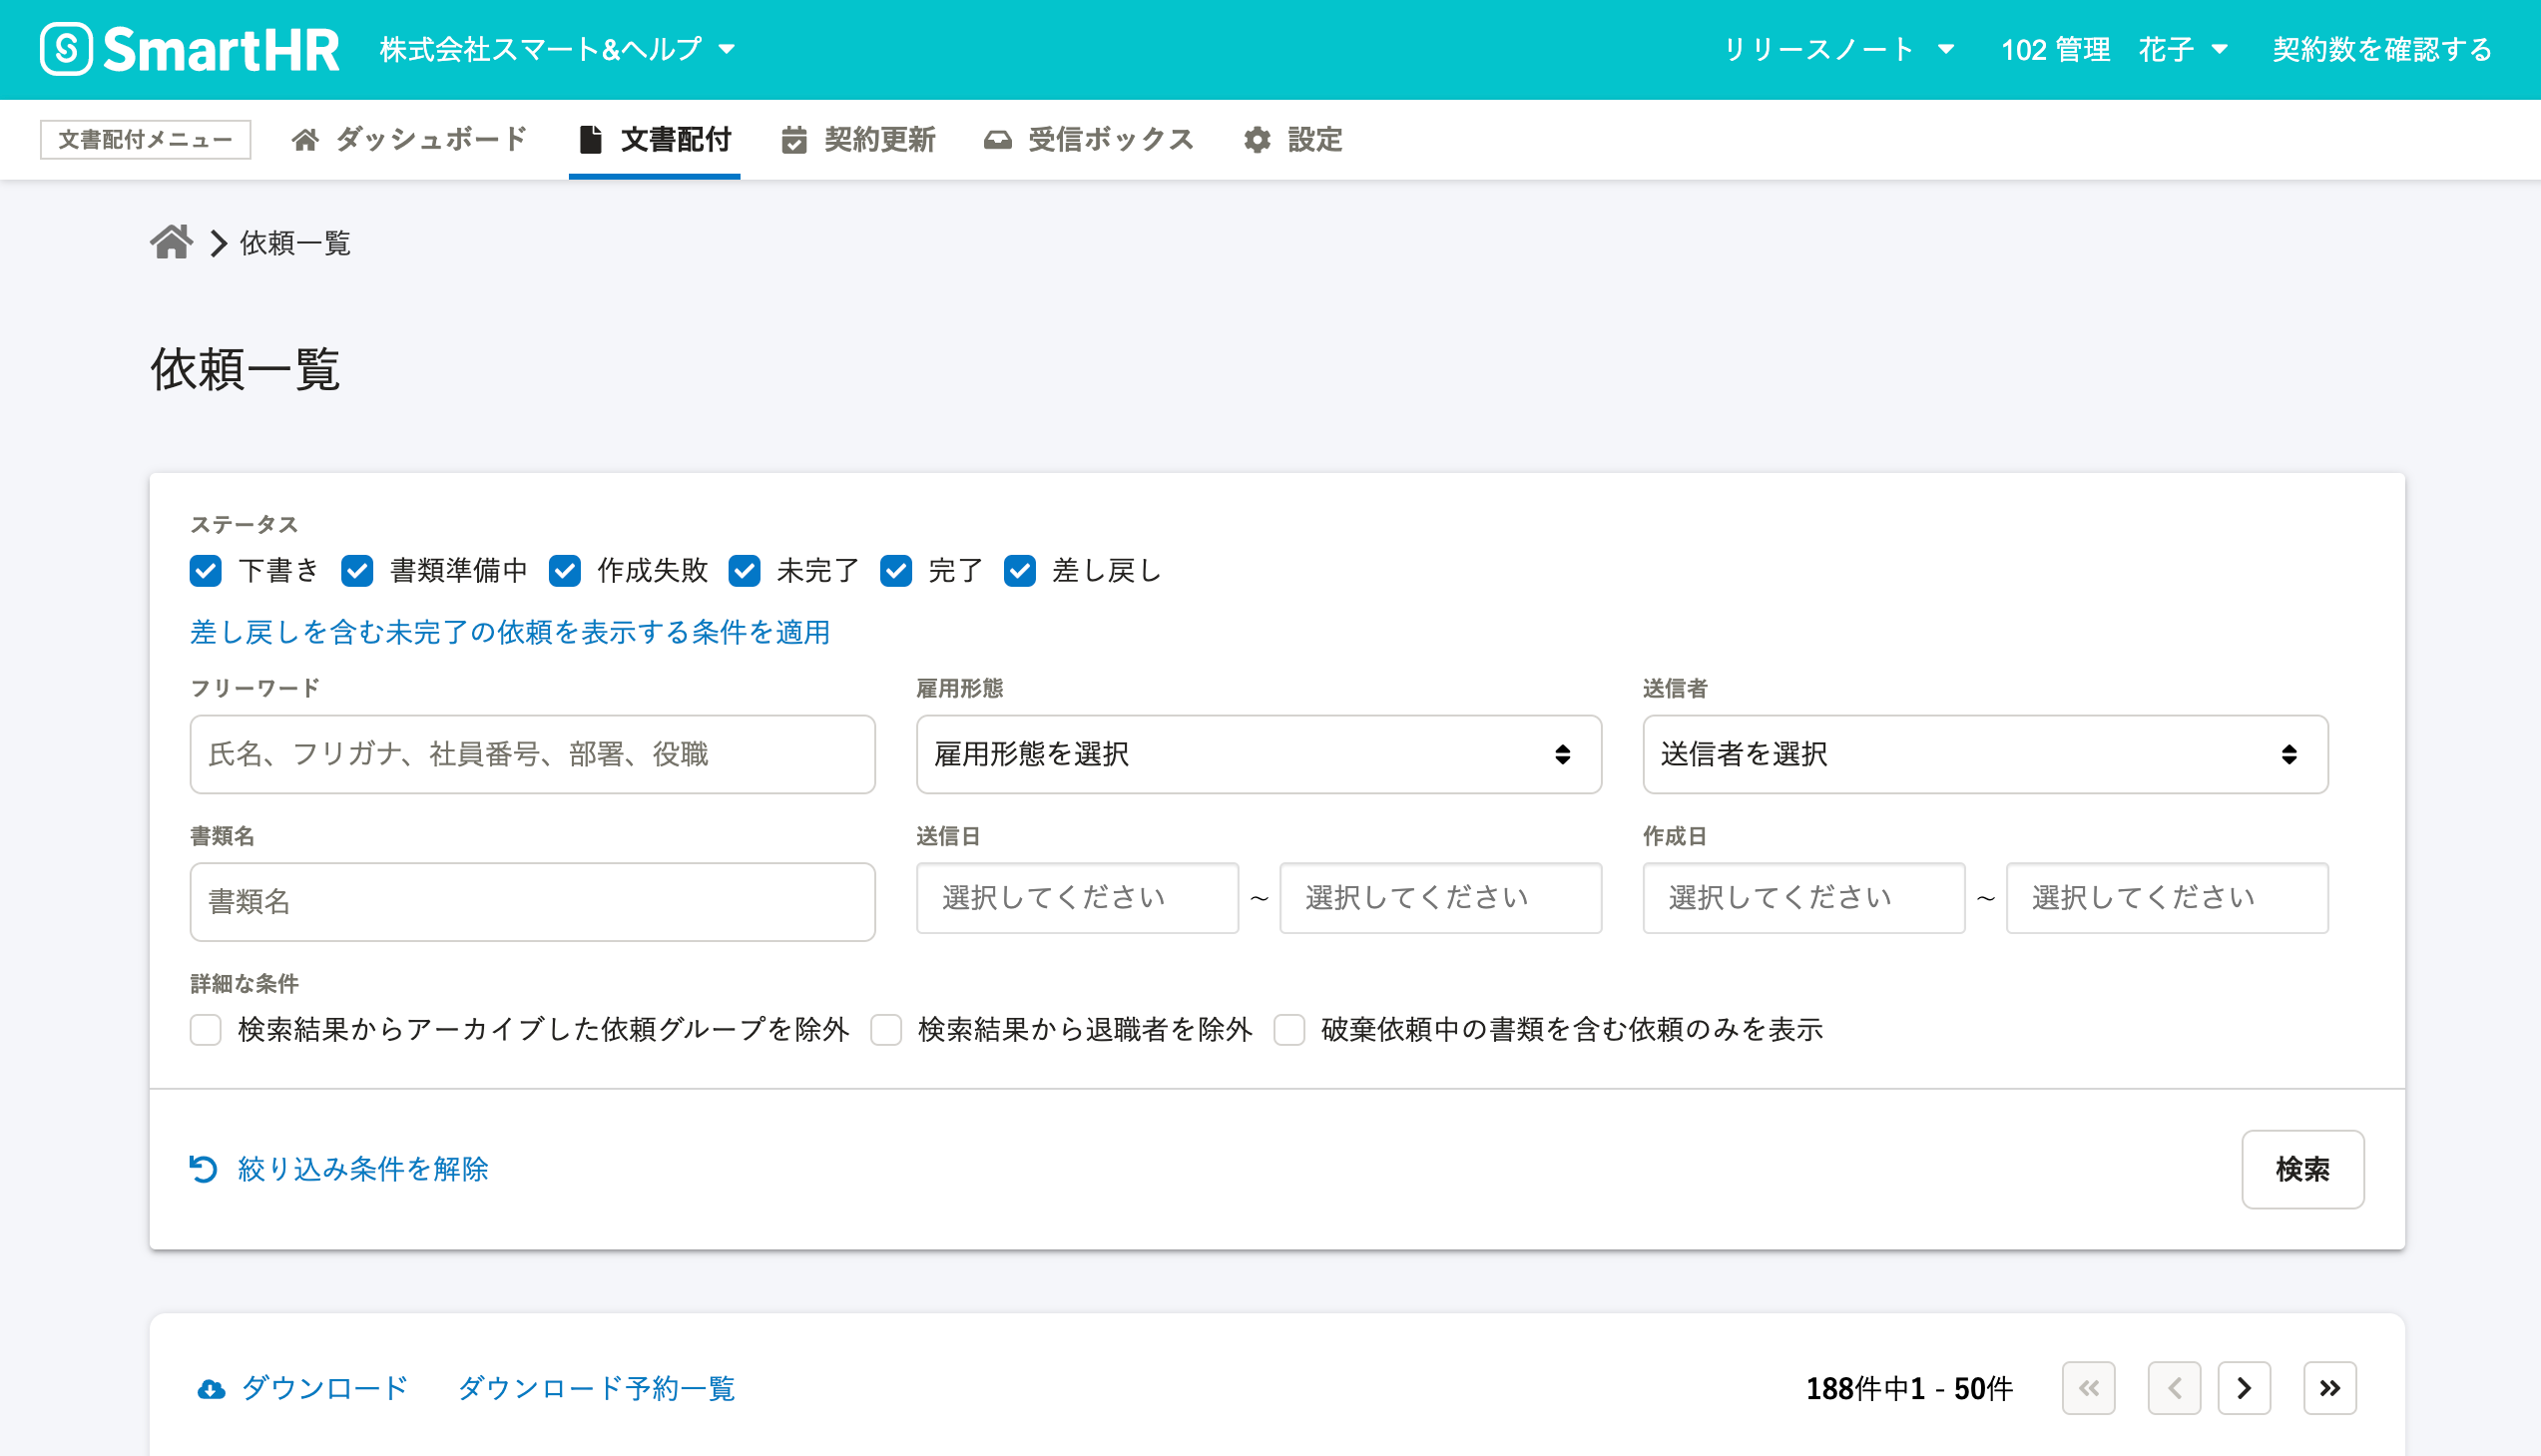 SmartHR 株式会社スマート&ヘルプ リリースノート 102 管理 花子 契約数を確認する
文書配付メニュー ダッシュボード 文書配付 契約更新 受信ボックス 設定
依頼一覧
依頼一覧
ステータス
下書き 書類準備中 作成失敗 未完了 完了 差し戻し
差し戻しを含む未完了の依頼を表示する条件を適用
フリーワード 雇用形態 送信者
氏名、フリガナ、社員番号、部署、役職 雇用形態を選択 送信者を選択
書類名 送信日 作成日
書類名 選択してください ~ 選択してください 選択してください ~ 選択してください
詳細な条件
検索結果からアーカイブした依頼グループを除外 検索結果から退職者を除外 破棄依頼中の書類を含む依頼のみを表示
絞り込み条件を解除 検索
ダウンロード ダウンロード予約一覧 188件中1 - 50件